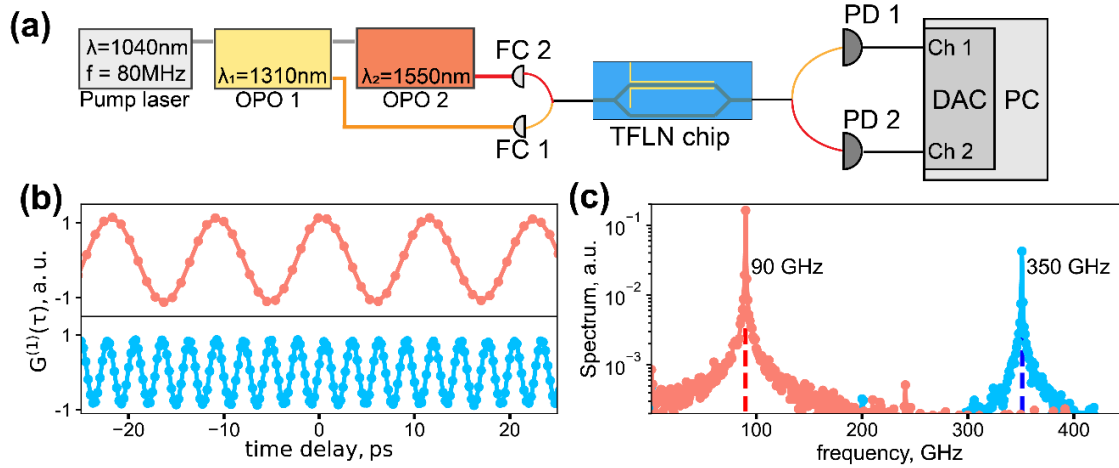 (a)
λ=1040nm
f = 80MHz
Pump laser
λ₁=1310nm
OPO 1
λ₂=1550nm
OPO 2
FC 2
FC 1
TFLN chip
PD 1
PD 2
Ch 1
DAC
PC
Ch 2
(b)
G⁽¹⁾(τ), a. u.
1
-1
1
-1
−20
−10
0
10
20
time delay, ps
(c)
Spectrum, a.u.
10⁻¹
10⁻²
10⁻³
90 GHz
350 GHz
100
200
300
400
frequency, GHz